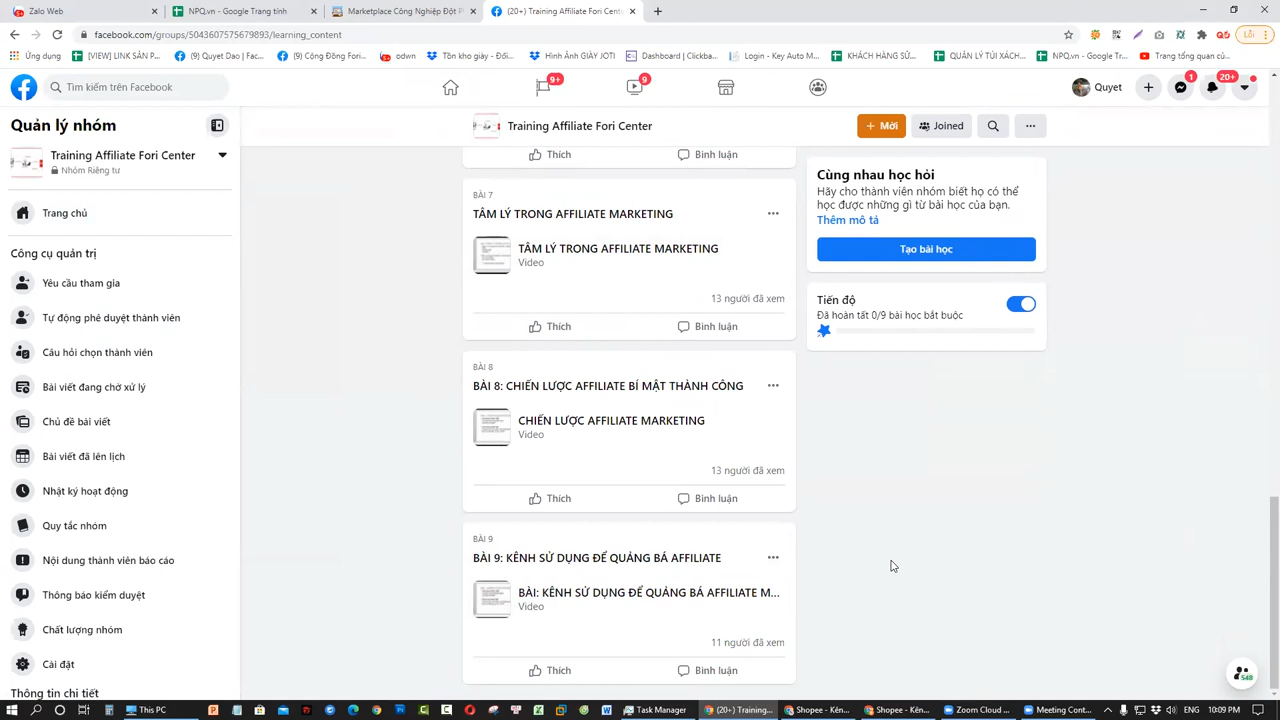 Zalo Web
NPQ.vn - Google Trang tính
Marketplace Công Nghiệp Đột P
(20+) Training Affiliate Fori Cent
facebook.com/groups/5043607575679893/learning_content
Lỗi
Ứng dụng
[VIEW] LINK SẢN P...
(9) Quyet Dao | Fac...
(9) Cộng Đồng Fori...
odwn
Tồn kho giày - Đối...
Hình Ảnh GIÀY JOTI
Dashboard | Clickba...
Login - Key Auto M...
KHÁCH HÀNG SỬ...
QUẢN LÝ TÚI XÁCH...
NPQ.vn - Google Tr...
Trang tổng quan củ...
Tìm kiếm trên Facebook
9+
9
Quyet
1
20+
Quản lý nhóm
Training Affiliate Fori Center
Nhóm Riêng tư
Trang chủ
Công cụ quản trị
Yêu cầu tham gia
Tự động phê duyệt thành viên
Câu hỏi chọn thành viên
Bài viết đang chờ xử lý
Chủ đề bài viết
Bài viết đã lên lịch
Nhật ký hoạt động
Quy tắc nhóm
Nội dung thành viên báo cáo
Thông báo kiểm duyệt
Chất lượng nhóm
Cài đặt
Thông tin chi tiết
Training Affiliate Fori Center
+ Mời
Joined
Thích
Bình luận
BÀI 7
TÂM LÝ TRONG AFFILIATE MARKETING
TÂM LÝ TRONG AFFILIATE MARKETING
Video
13 người đã xem
Thích
Bình luận
BÀI 8
BÀI 8: CHIẾN LƯỢC AFFILIATE BÍ MẬT THÀNH CÔNG
CHIẾN LƯỢC AFFILIATE MARKETING
Video
13 người đã xem
Thích
Bình luận
BÀI 9
BÀI 9: KÊNH SỬ DỤNG ĐỂ QUẢNG BÁ AFFILIATE
BÀI: KÊNH SỬ DỤNG ĐỂ QUẢNG BÁ AFFILIATE M...
Video
11 người đã xem
Thích
Bình luận
Cùng nhau học hỏi
Hãy cho thành viên nhóm biết họ có thể
học được những gì từ bài học của bạn.
Thêm mô tả
Tạo bài học
Tiến độ
Đã hoàn tất 0/9 bài học bắt buộc
548
This PC
Task Manager
(20+) Training...
Shopee - Kên...
Shopee - Kên...
Zoom Cloud ...
Meeting Cont...
ENG
10:09 PM